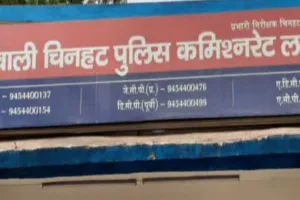 प्रभारी निरीक्षक चिनहट
वाली चिनहट पुलिस कमिश्नरेट ल
- 9454400137 जे.सी.पी.(प्र.) - 9454400476 ए.डी.सी
- 9454400154 डि.सी.पी.(पूर्वी) - 9454400499 ए.सी.पी.